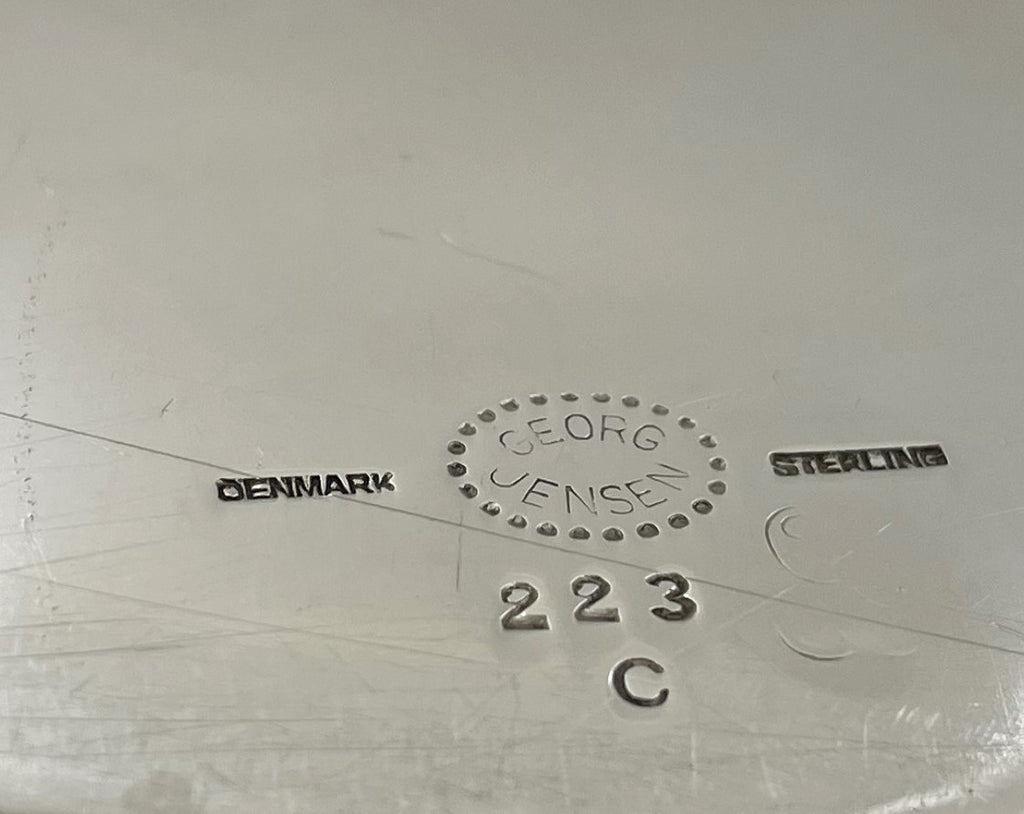 GEORG
JENSEN
DENMARK
STERLING
223
C